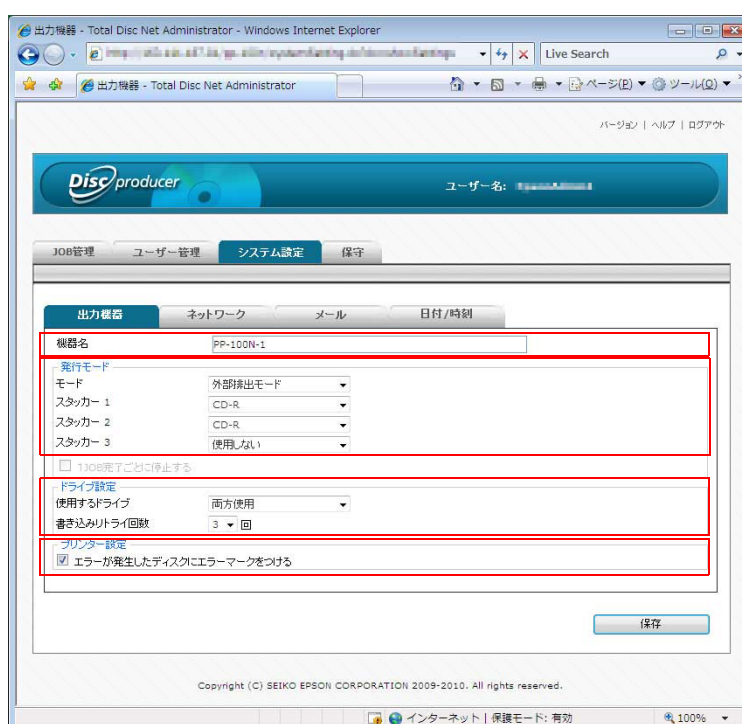 出力機器 - Total Disc Net Administrator - Windows Internet Explorer
Live Search
出力機器 - Total Disc Net Administrator
ページ(P) ツール(O)
バージョン | ヘルプ | ログアウト
Disc producer
ユーザー名:
JOB管理 ユーザー管理 システム設定 保守
出力機器 ネットワーク メール 日付/時刻
機器名 PP-100N-1
発行モード
モード 外部排出モード
スタッカー 1 CD-R
スタッカー 2 CD-R
スタッカー 3 使用しない
1JOB完了ごとに停止する
ドライブ設定
使用するドライブ 両方使用
書き込みリトライ回数 3 回
プリンター設定
エラーが発生したディスクにエラーマークをつける
保存
Copyright (C) SEIKO EPSON CORPORATION 2009-2010. All rights reserved.
インターネット | 保護モード: 有効 100%